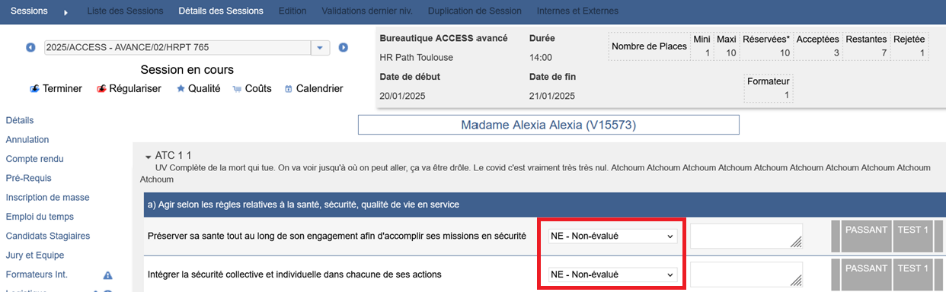 Sessions Liste des Sessions Détails des Sessions Edition Validations dernier niv. Duplication de Session Internes et Externes
2025/ACCESS - AVANCE/02/HRPT 765
Session en cours
Terminer Régulariser Qualité Coûts Calendrier
Bureautique ACCESS avancé Durée
HR Path Toulouse 14:00
Date de début Date de fin
20/01/2025 21/01/2025
Nombre de Places Mini Maxi Réservées* Acceptées Restantes Rejetée
1 10 10 3 7 1
Formateur
1
Madame Alexia Alexia (V15573)
Détails
Annulation
Compte rendu
Pré-Requis
Inscription de masse
Emploi du temps
Candidats Stagiaires
Jury et Equipe
Formateurs Int.
ATC 1 1
UV Complète de la mort qui tue. On va voir jusqu'à où on peut aller, ça va être drôle. Le covid c'est vraiment très très nul. Atchoum Atchoum Atchoum Atchoum Atchoum Atchoum Atchoum Atchoum
Atchoum
a) Agir selon les règles relatives à la santé, sécurité, qualité de vie en service
Préserver sa sante tout au long de son engagement afin d'accomplir ses missions en sécurité NE - Non-évalué PASSANT TEST 1
Intégrer la sécurité collective et individuelle dans chacune de ses actions NE - Non-évalué PASSANT TEST 1